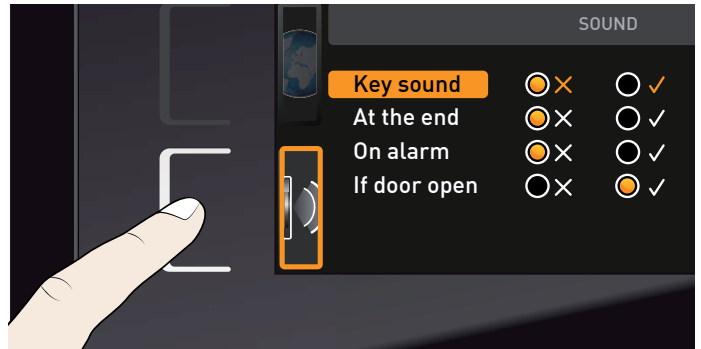 SOUND
Key sound
At the end
On alarm
If door open